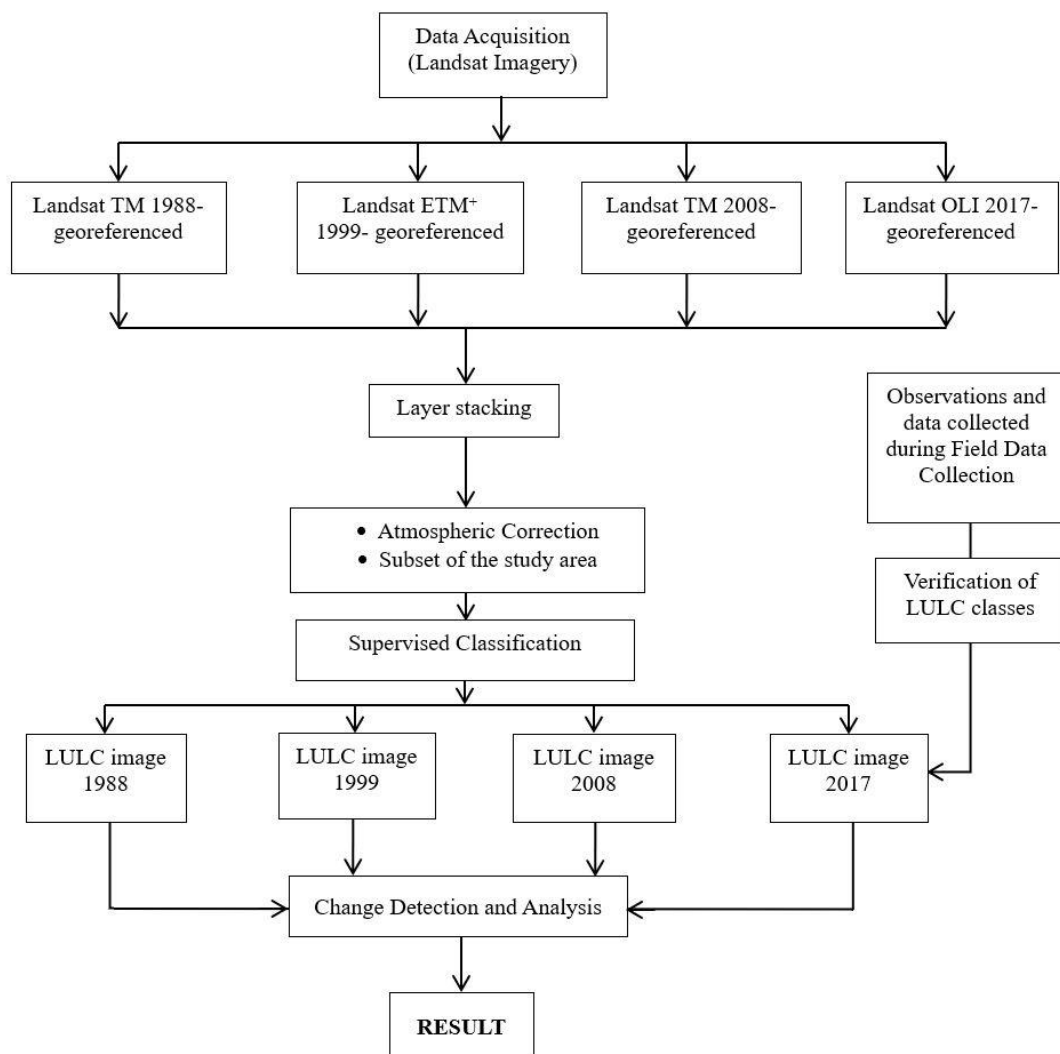 Data Acquisition
(Landsat Imagery)
Landsat TM 1988-
georeferenced
Landsat ETM⁺
1999- georeferenced
Landsat TM 2008-
georeferenced
Landsat OLI 2017-
georeferenced
Layer stacking
Observations and
data collected
during Field Data
Collection
• Atmospheric Correction
• Subset of the study area
Verification of
LULC classes
Supervised Classification
LULC image
1988
LULC image
1999
LULC image
2008
LULC image
2017
Change Detection and Analysis
RESULT